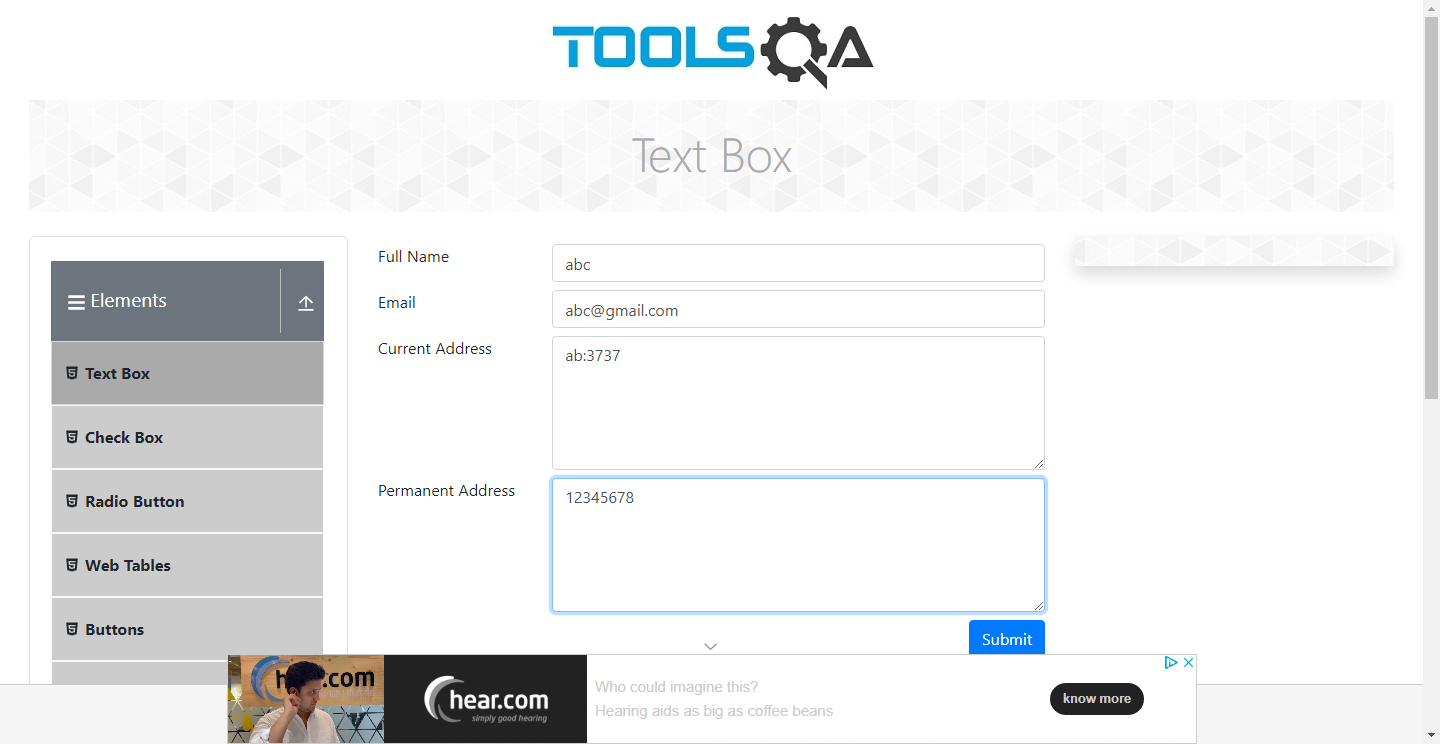 TOOLSQA
Text Box
Elements
Text Box
Check Box
Radio Button
Web Tables
Buttons
Full Name
abc
Email
abc@gmail.com
Current Address
ab:3737
Permanent Address
12345678
Submit
.com
hear.com
simply good hearing
Who could imagine this?
Hearing aids as big as coffee beans
know more